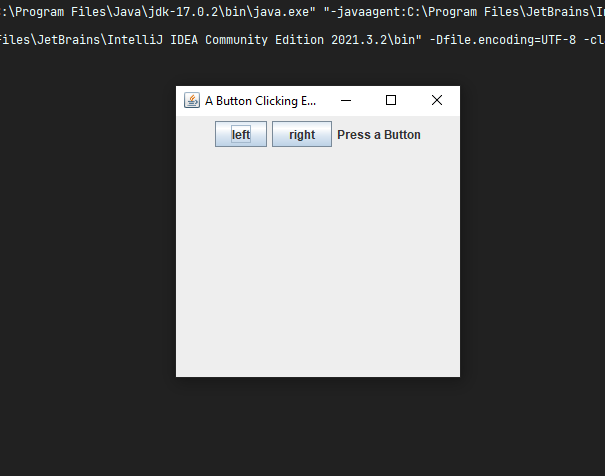 C:\Program Files\Java\jdk-17.0.2\bin\java.exe" "-javaagent:C:\Program Files\JetBrains\In
Files\JetBrains\IntelliJ IDEA Community Edition 2021.3.2\bin" -Dfile.encoding=UTF-8 -cl
A Button Clicking E...
left right Press a Button